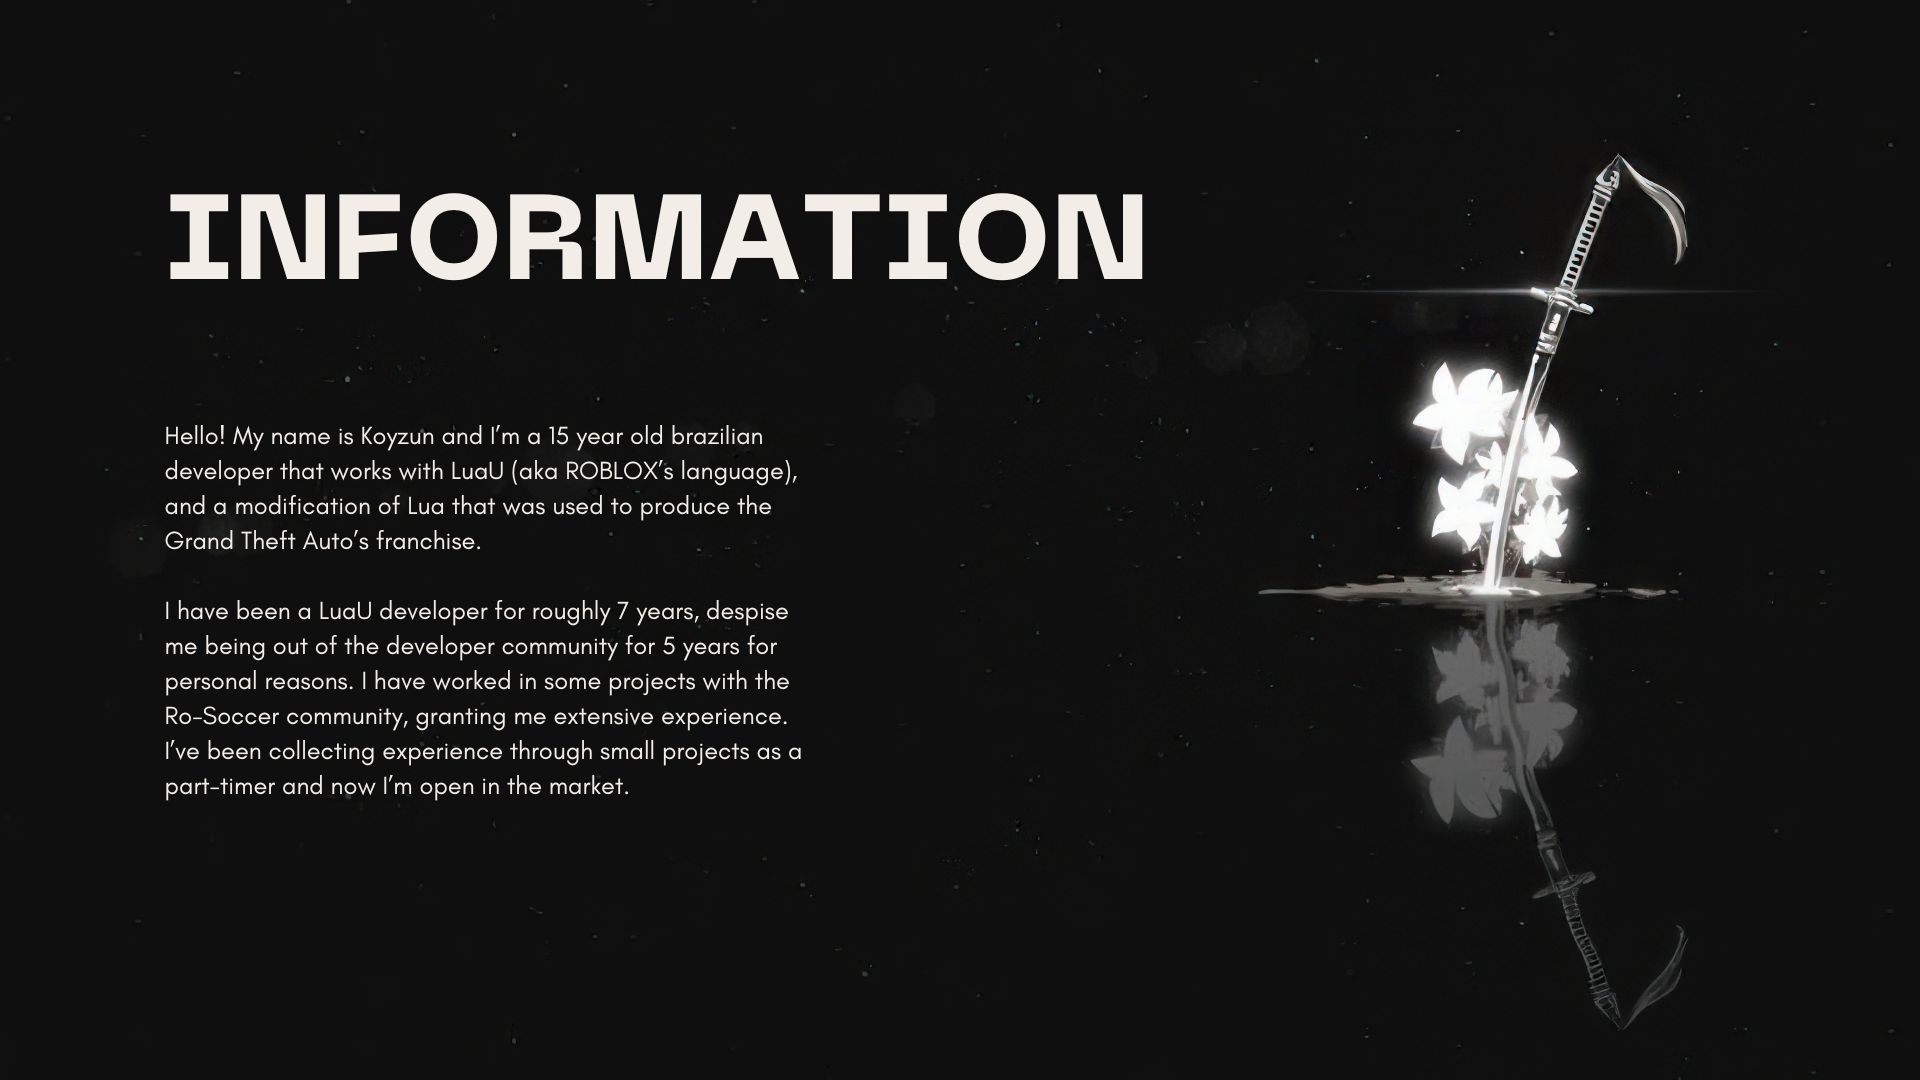 INFORMATION
Hello! My name is Koyzun and I'm a 15 year old brazilian
developer that works with LuaU (aka ROBLOX's language),
and a modification of Lua that was used to produce the
Grand Theft Auto's franchise.
I have been a LuaU developer for roughly 7 years, despise
me being out of the developer community for 5 years for
personal reasons. I have worked in some projects with the
Ro-Soccer community, granting me extensive experience.
I've been collecting experience through small projects as a
part-timer and now I'm open in the market.